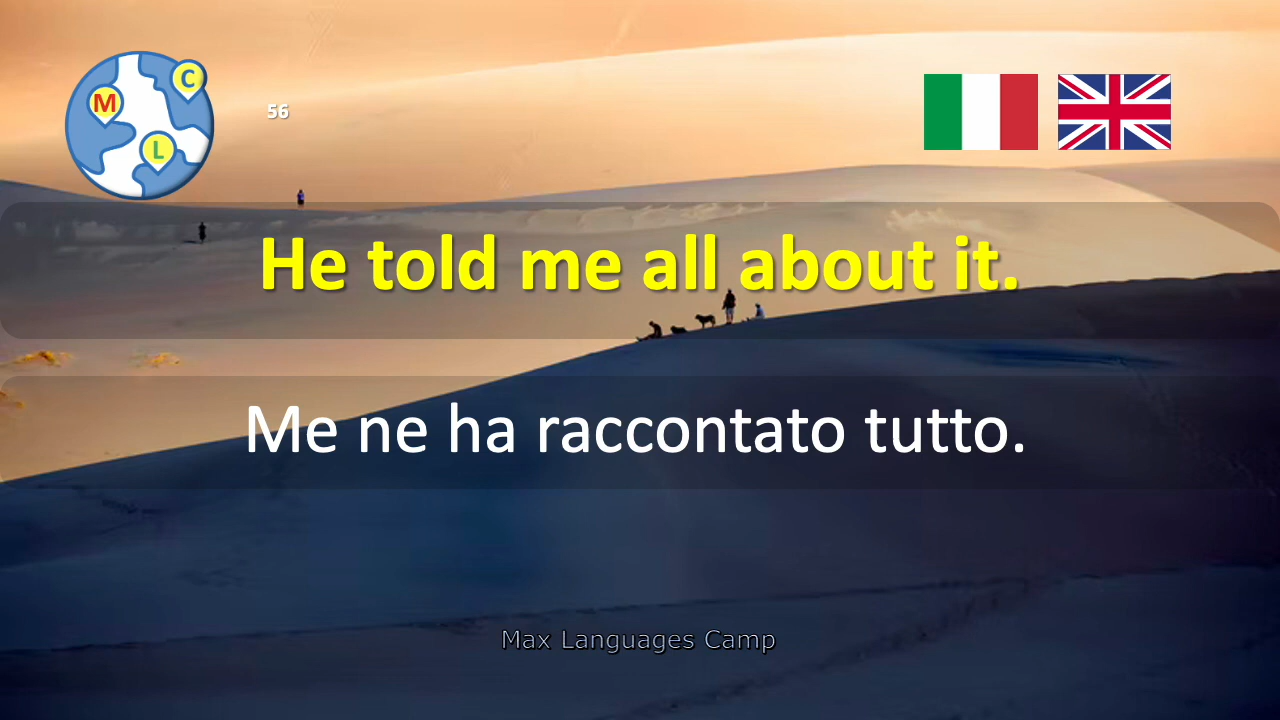 C
M
L
56
He told me all about it.
Me ne ha raccontato tutto.
Max Languages Camp